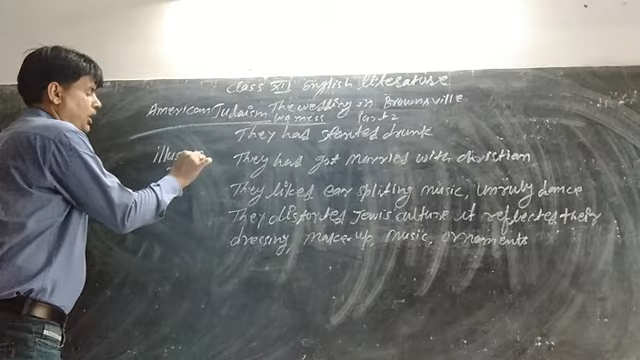 Class XII English literature
American Judaism The wedding in Brownsville
Part 2
They had started drunk
illus
They had got married with christian
They liked ear spliting music, unruly dance
They distorted Jewis culture it reflected their
dressing, makeup, music, ornaments